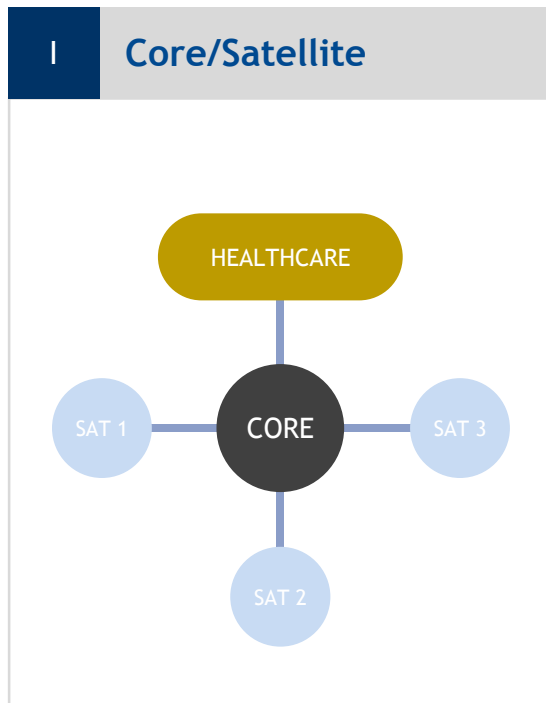 I
Core/Satellite
HEALTHCARE
SAT 1
CORE
SAT 3
SAT 2